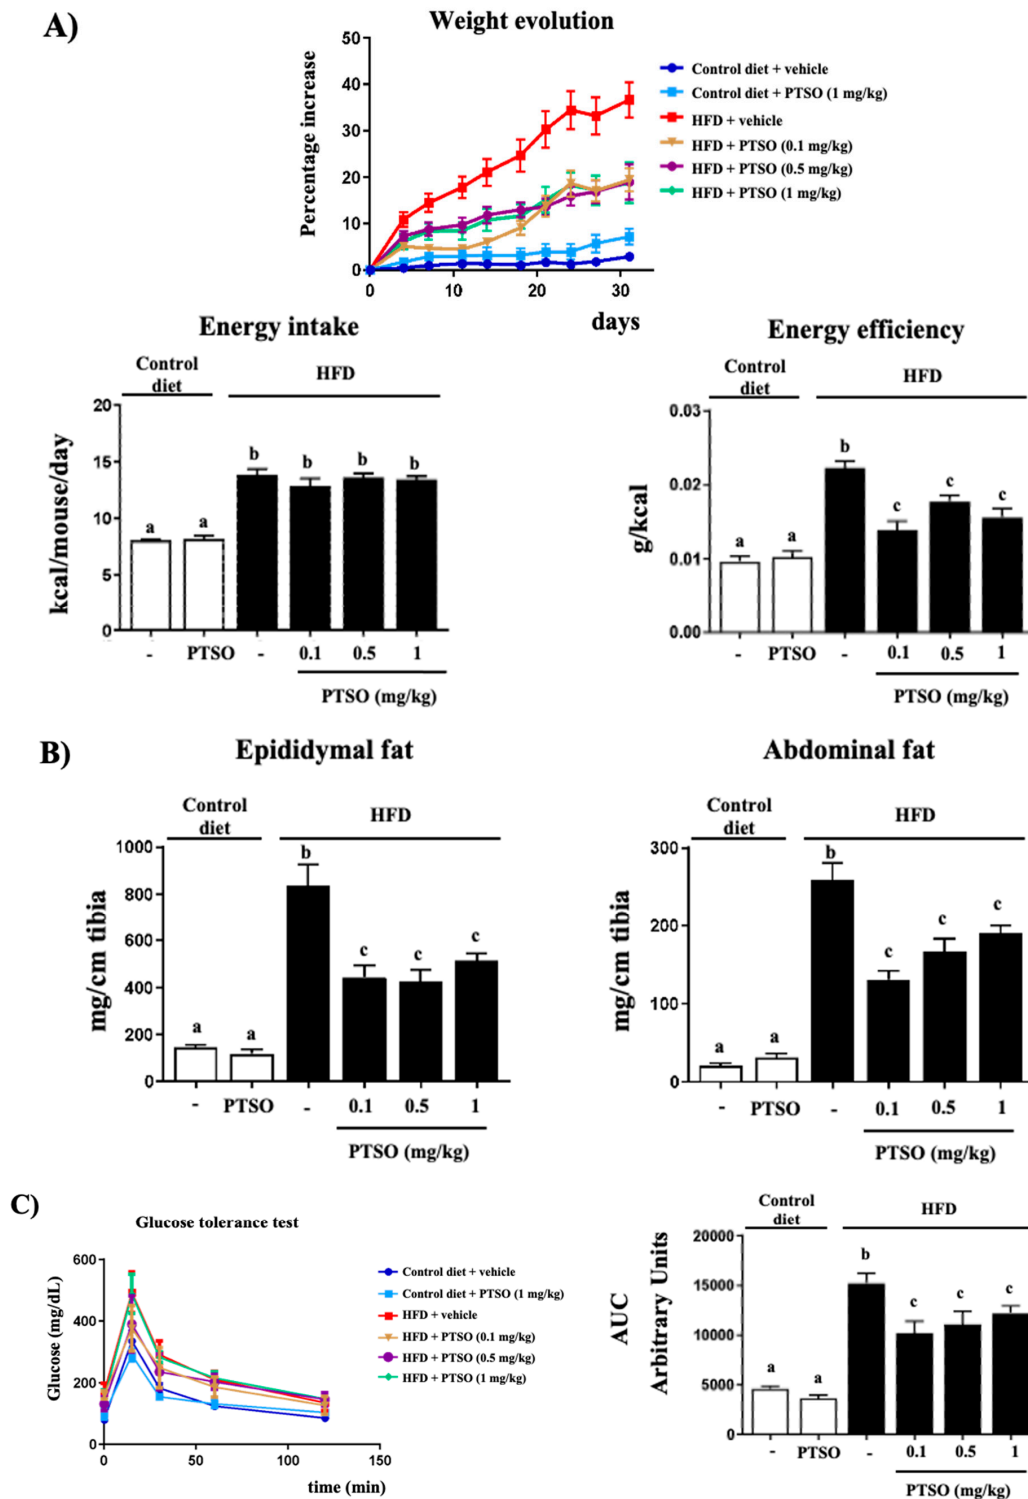 A)
Weight evolution
Percentage increase
50
40
30
20
10
0
0 10 20 30
days
Control diet + vehicle
Control diet + PTSO (1 mg/kg)
HFD + vehicle
HFD + PTSO (0.1 mg/kg)
HFD + PTSO (0.5 mg/kg)
HFD + PTSO (1 mg/kg)
Energy intake
Control
diet
HFD
kcal/mouse/day
20
15
10
5
0
a a b b b b
- PTSO - 0.1 0.5 1
PTSO (mg/kg)
Energy efficiency
Control
diet
HFD
g/kcal
0.03
0.02
0.01
0.00
a a b c c c
- PTSO - 0.1 0.5 1
PTSO (mg/kg)
B)
Epididymal fat
Control
diet
HFD
mg/cm tibia
1000
800
600
400
200
0
a a b c c c
- PTSO - 0.1 0.5 1
PTSO (mg/kg)
Abdominal fat
Control
diet
HFD
mg/cm tibia
300
200
100
0
a a b c c c
- PTSO - 0.1 0.5 1
PTSO (mg/kg)
C)
Glucose tolerance test
Glucose (mg/dL)
600
400
200
0
0 50 100 150
time (min)
Control diet + vehicle
Control diet + PTSO (1 mg/kg)
HFD + vehicle
HFD + PTSO (0.1 mg/kg)
HFD + PTSO (0.5 mg/kg)
HFD + PTSO (1 mg/kg)
Control
diet
HFD
AUC
Arbitrary Units
20000
15000
10000
5000
0
a a b c c c
- PTSO - 0.1 0.5 1
PTSO (mg/kg)